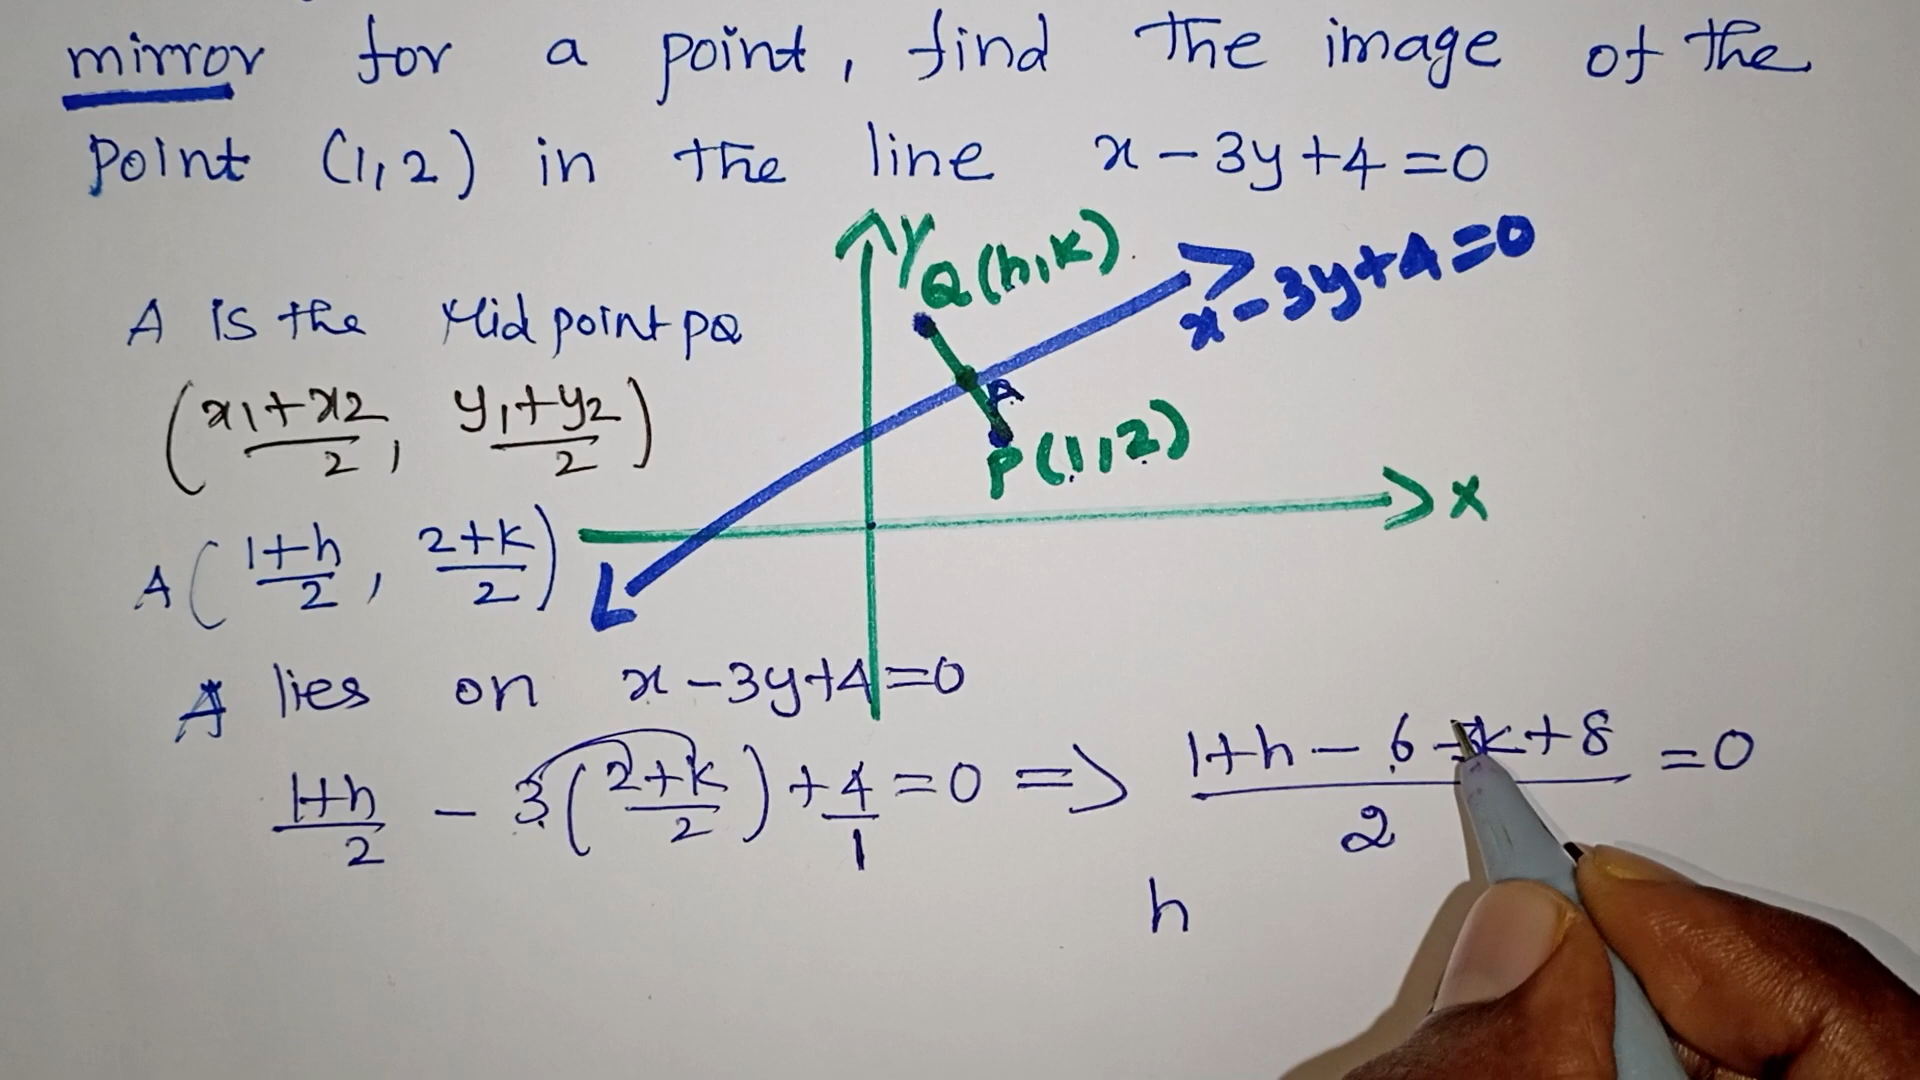 mirror for a point, find the image of the
point (1,2) in the line x-3y+4=0
Y
Q(h,k)
x-3y+4=0
A is the Mid point PQ
(x1+x2/2, y1+y2/2)
A
P(1,2)
X
A(1+h/2, 2+k/2)
A lies on x-3y+4=0
1+h/2 - 3(2+k/2) + 4/1 = 0 => 1+h-6-3k+8/2 = 0
h